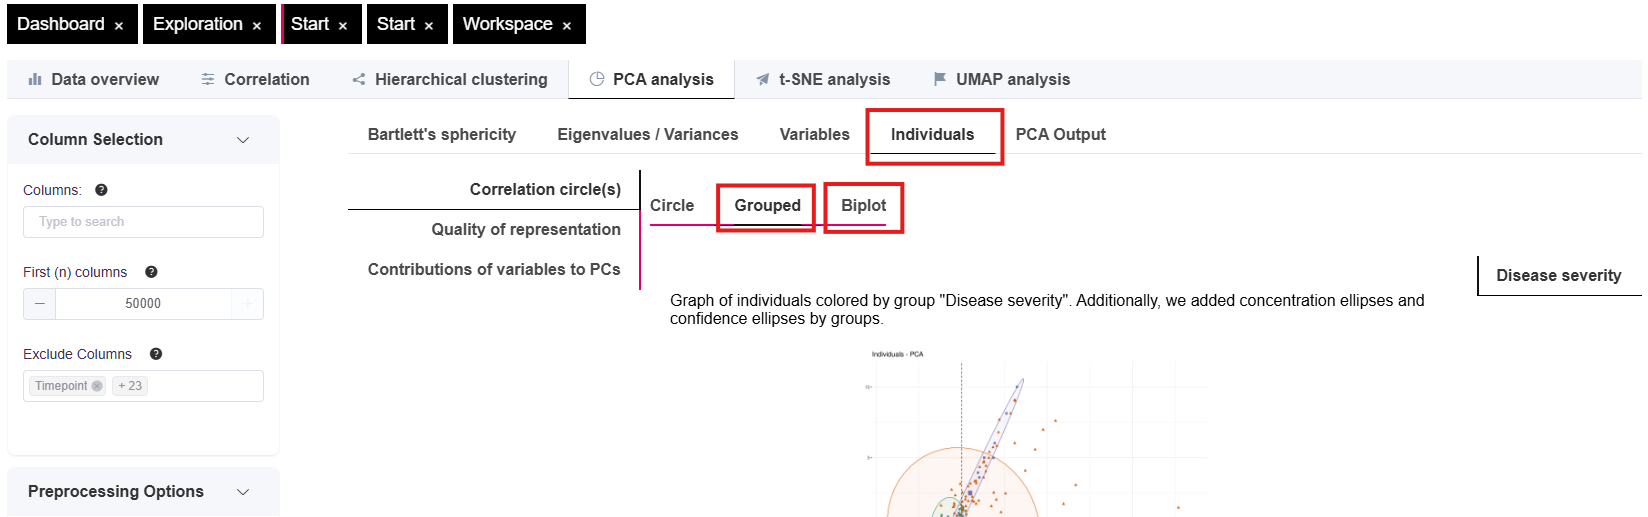 Dashboard × Exploration × Start × Start × Workspace ×
Data overview Correlation Hierarchical clustering PCA analysis t-SNE analysis UMAP analysis
Column Selection
Bartlett's sphericity Eigenvalues / Variances Variables Individuals PCA Output
Columns: ?
Type to search
First (n) columns ?
− 50000 +
Exclude Columns ?
Timepoint + 23
Preprocessing Options
Correlation circle(s)
Quality of representation
Contributions of variables to PCs
Circle Grouped Biplot
Disease severity
Graph of individuals colored by group "Disease severity". Additionally, we added concentration ellipses and
confidence ellipses by groups.
Individuals - PCA